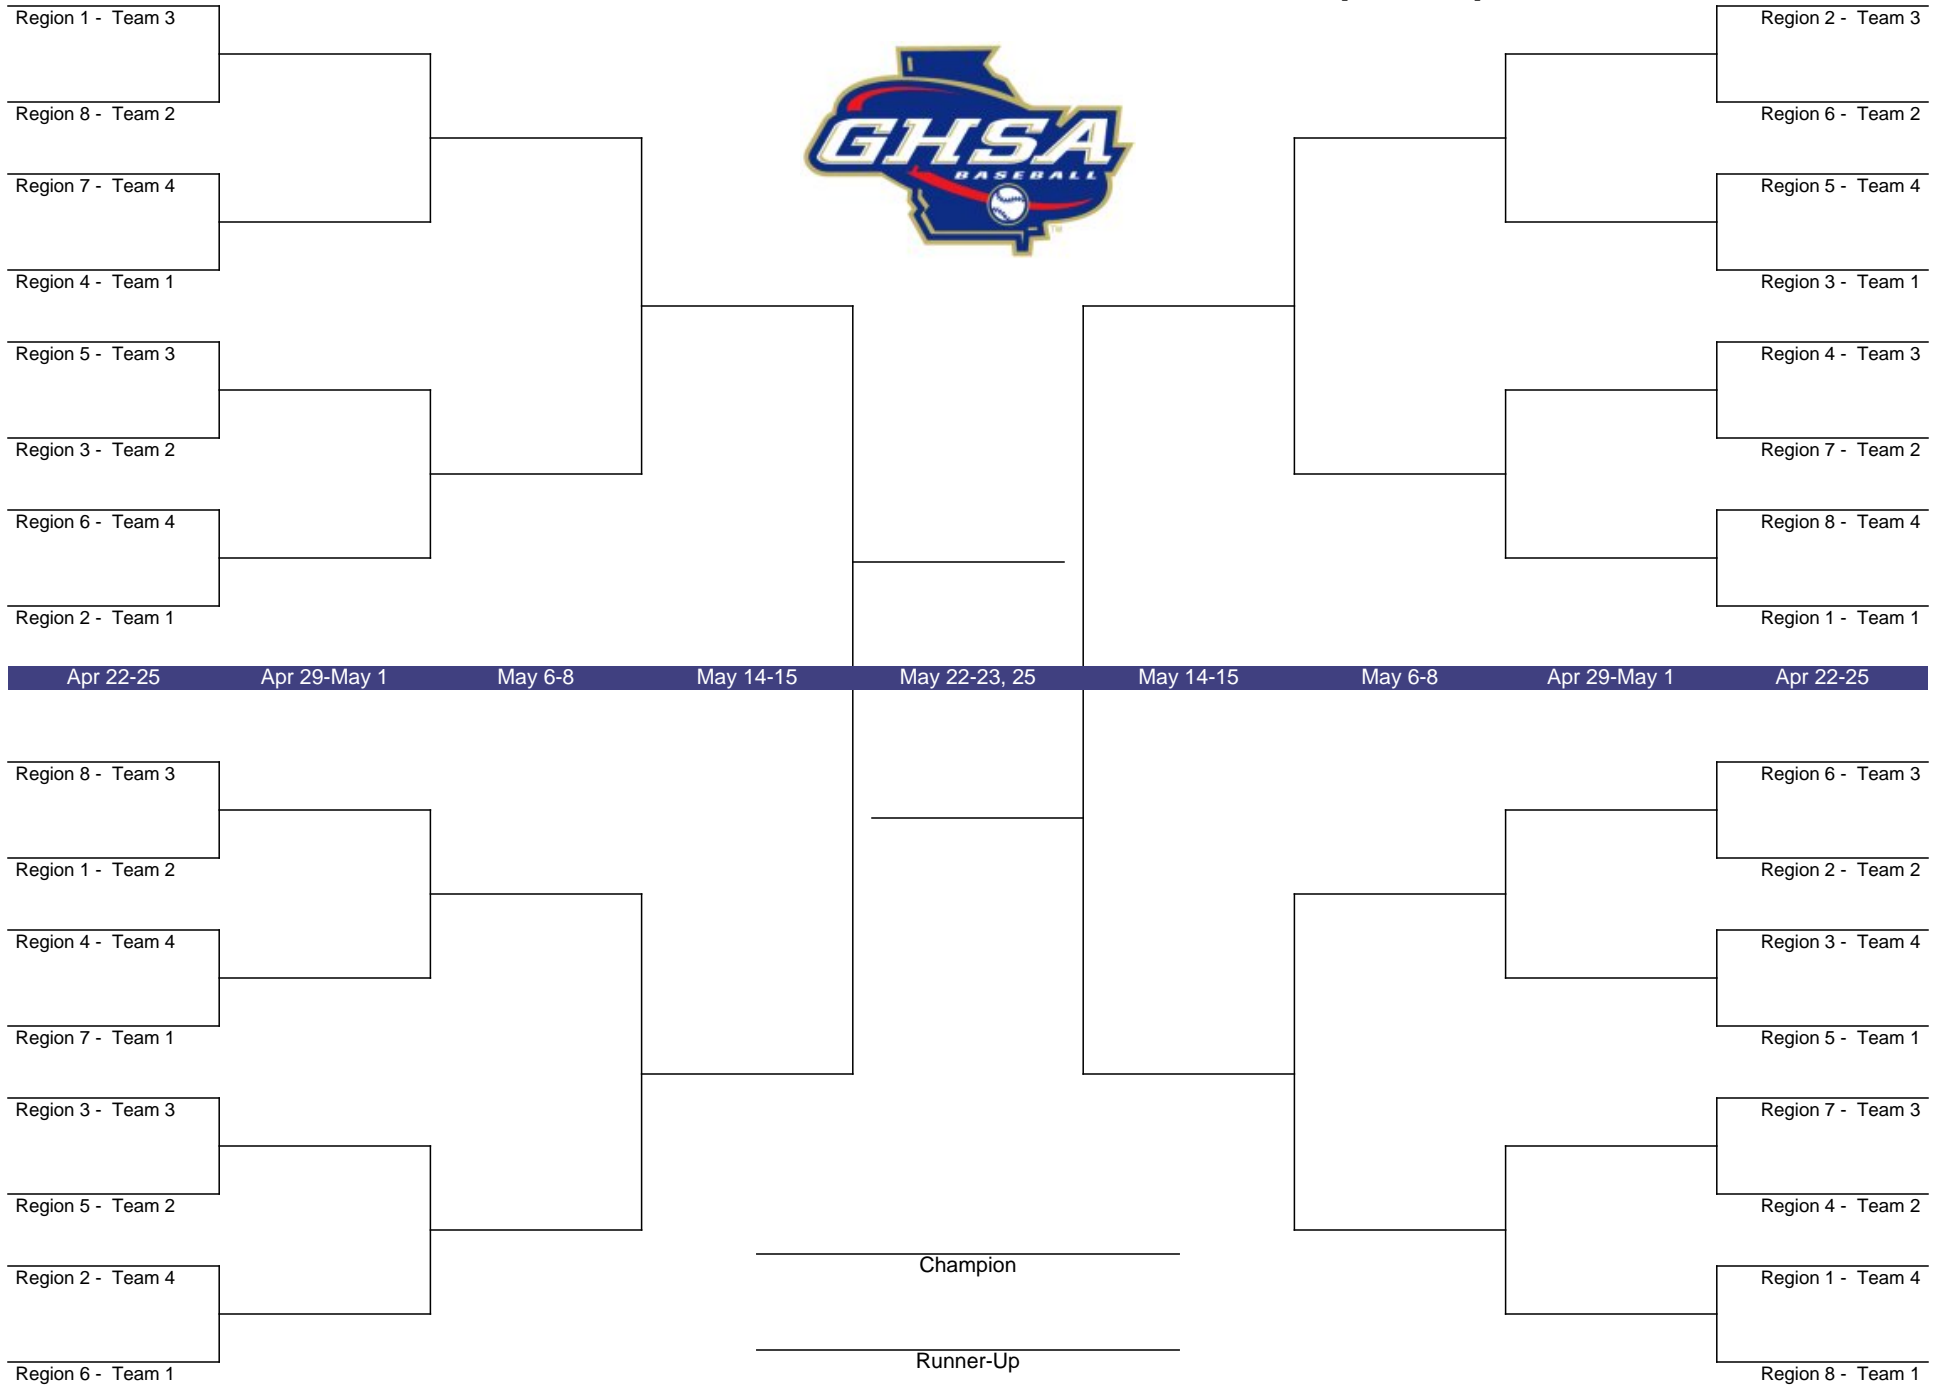 Region 1 - Team 3
Region 8 - Team 2
Region 7 - Team 4
Region 4 - Team 1
Region 5 - Team 3
Region 3 - Team 2
Region 6 - Team 4
Region 2 - Team 1
GHSA
BASEBALL
TM
Region 2 - Team 3
Region 6 - Team 2
Region 5 - Team 4
Region 3 - Team 1
Region 4 - Team 3
Region 7 - Team 2
Region 8 - Team 4
Region 1 - Team 1
Apr 22-25 Apr 29-May 1 May 6-8 May 14-15 May 22-23, 25 May 14-15 May 6-8 Apr 29-May 1 Apr 22-25
Region 8 - Team 3
Region 1 - Team 2
Region 4 - Team 4
Region 7 - Team 1
Region 3 - Team 3
Region 5 - Team 2
Region 2 - Team 4
Region 6 - Team 1
Champion
Runner-Up
Region 6 - Team 3
Region 2 - Team 2
Region 3 - Team 4
Region 5 - Team 1
Region 7 - Team 3
Region 4 - Team 2
Region 1 - Team 4
Region 8 - Team 1